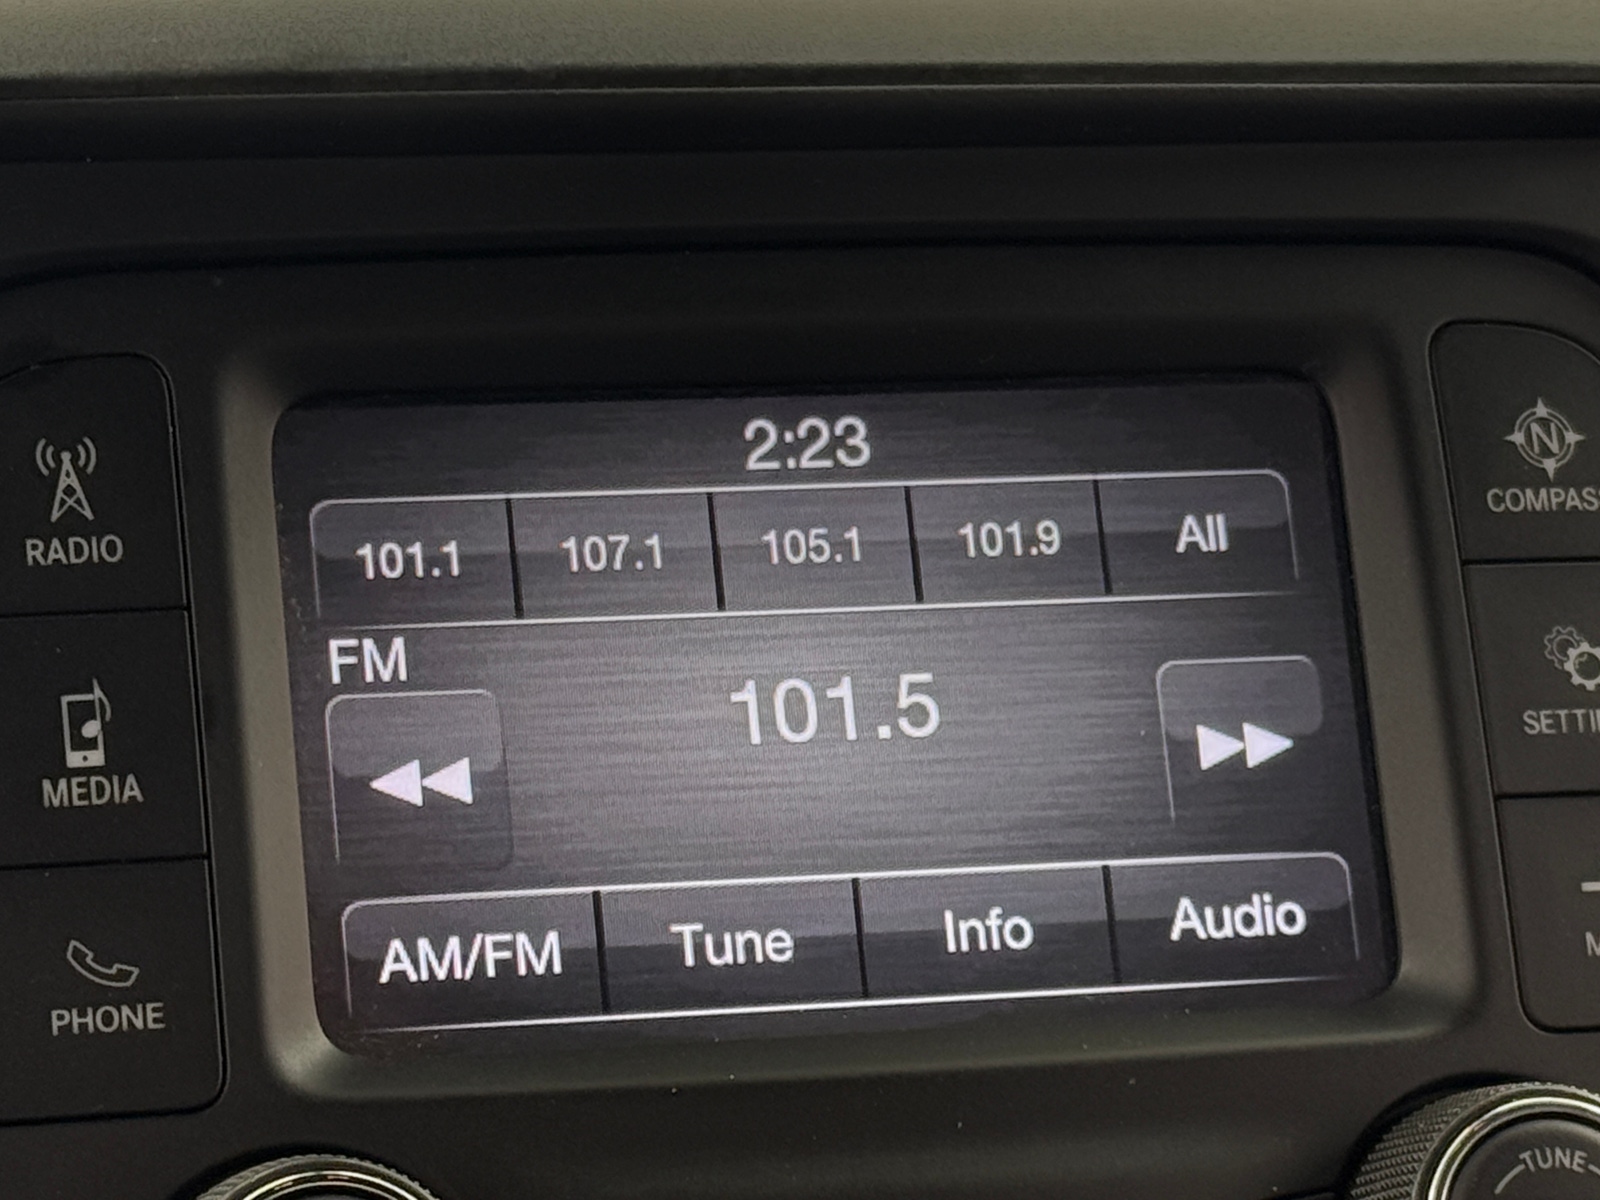 2:23
101.1 107.1 105.1 101.9 All
FM
101.5
AM/FM Tune Info Audio
RADIO
MEDIA
PHONE
COMPAS
SETTI
M
TUNE